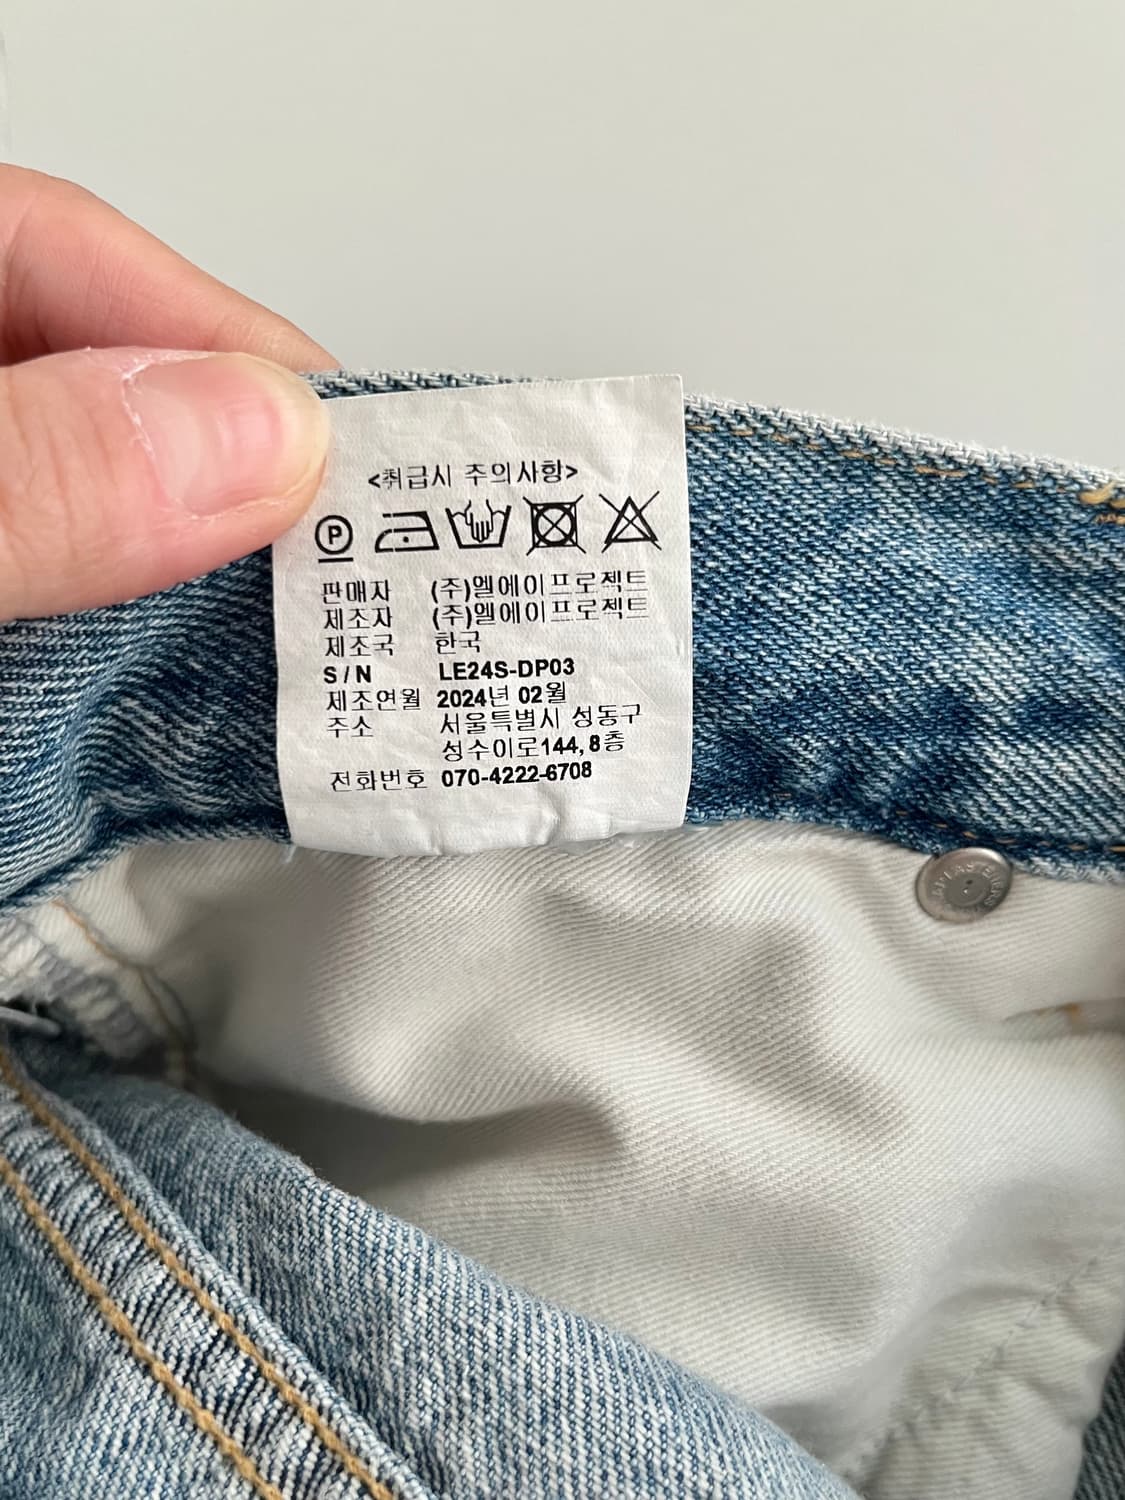 <취급시 주의사항>
P
판매자 (주)엘에이프로젝트
제조자 (주)엘에이프로젝트
제조국 한국
S/N LE24S-DP03
제조연월 2024년 02월
주소 서울특별시 성동구
성수이로144, 8층
전화번호 070-4222-6708